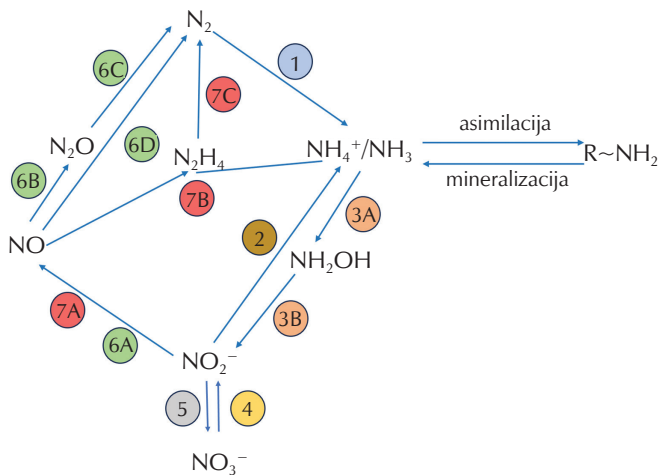 N₂
6C
1
7C
N₂O
6D
N₂H₄
NH₄⁺/NH₃
asimilacija
R~NH₂
mineralizacija
6B
7B
3A
2
NO
NH₂OH
7A
3B
6A
NO₂⁻
5
4
NO₃⁻